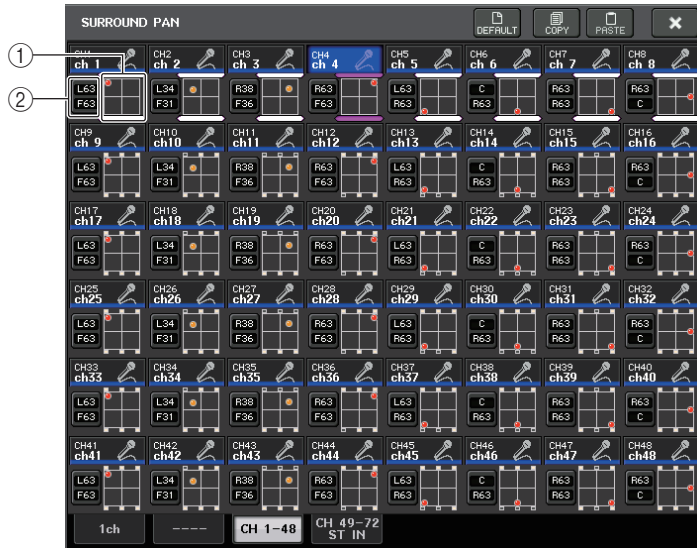 SURROUND PAN DEFAULT COPY PASTE
1
2
CH1 CH2 CH3 CH4 CH5 CH6 CH7 CH8
ch 1 ch 2 ch 3 ch 4 ch 5 ch 6 ch 7 ch 8
L63 L34 R38 R63 L63 C R63 R63
F63 F31 F36 F63 R63 R63 R63 C
CH9 CH10 CH11 CH12 CH13 CH14 CH15 CH16
ch 9 ch10 ch11 ch12 ch13 ch14 ch15 ch16
L63 L34 R38 R63 L63 C R63 R63
F63 F31 F36 F63 R63 R63 R63 C
CH17 CH18 CH19 CH20 CH21 CH22 CH23 CH24
ch17 ch18 ch19 ch20 ch21 ch22 ch23 ch24
L63 L34 R38 R63 L63 C R63 R63
F63 F31 F36 F63 R63 R63 R63 C
CH25 CH26 CH27 CH28 CH29 CH30 CH31 CH32
ch25 ch26 ch27 ch28 ch29 ch30 ch31 ch32
L63 L34 R38 R63 L63 C R63 R63
F63 F31 F36 F63 R63 R63 R63 C
CH33 CH34 CH35 CH36 CH37 CH38 CH39 CH40
ch33 ch34 ch35 ch36 ch37 ch38 ch39 ch40
L63 L34 R38 R63 L63 C R63 R63
F63 F31 F36 F63 R63 R63 R63 C
CH41 CH42 CH43 CH44 CH45 CH46 CH47 CH48
ch41 ch42 ch43 ch44 ch45 ch46 ch47 ch48
L63 L34 R38 R63 L63 C R63 R63
F63 F31 F36 F63 R63 R63 R63 C
1ch ---- CH 1-48 CH 49-72
ST IN